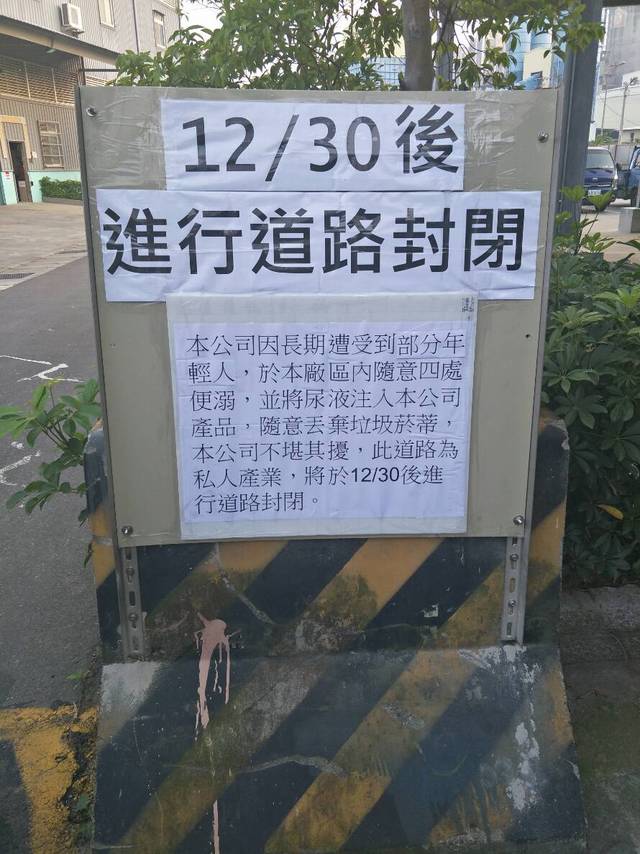 12/30後
進行道路封閉
本公司因長期遭受到部分年
輕人，於本廠區內隨意四處
便溺，並將尿液注入本公司
產品，隨意丟棄垃圾菸蒂，
本公司不堪其擾，此道路為
私人產業，將於12/30後進
行道路封閉。